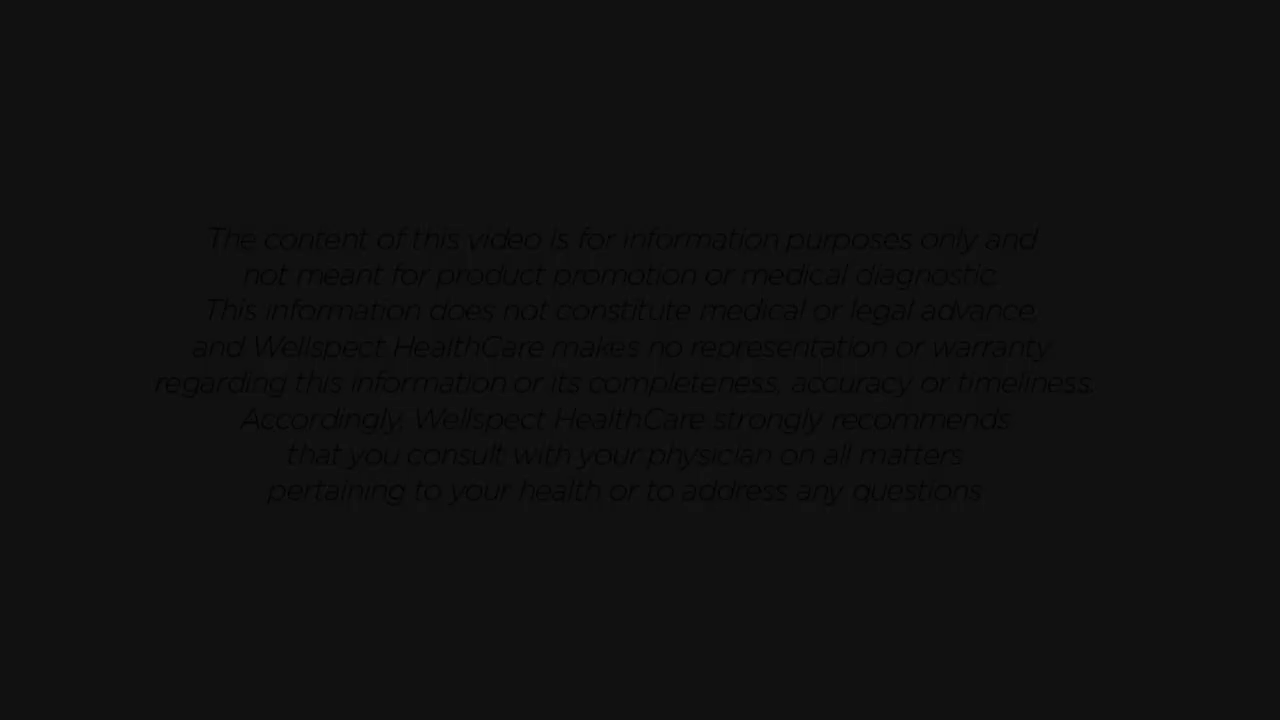 The content of this video is for information purposes only and
not meant for product promotion or medical diagnostic.
This information does not constitute medical or legal advance,
and Wellspect HealthCare makes no representation or warranty
regarding this information or its completeness, accuracy or timeliness.
Accordingly, Wellspect HealthCare strongly recommends
that you consult with your physician on all matters
pertaining to your health or to address any questions